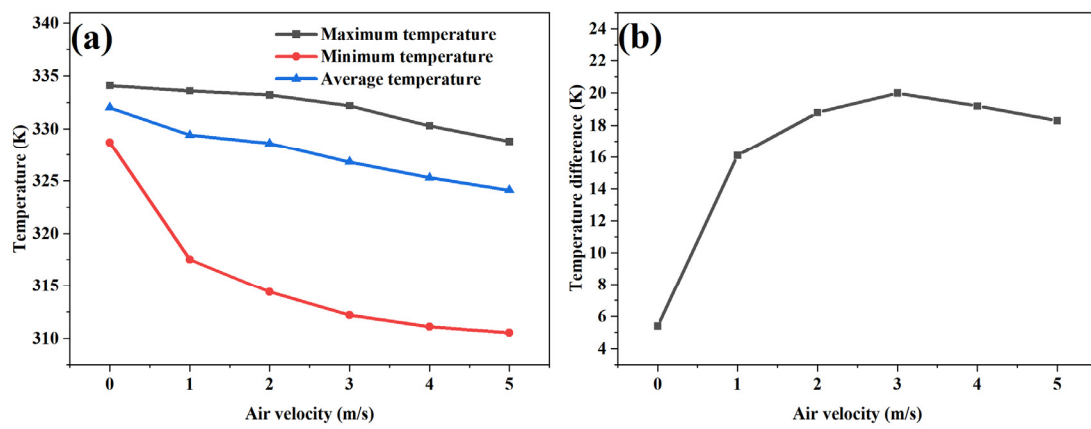 (a)
Maximum temperature
Minimum temperature
Average temperature
Temperature (K)
340
335
330
325
320
315
310
0 1 2 3 4 5
Air velocity (m/s)
(b)
Temperature difference (K)
24
22
20
18
16
14
12
10
8
6
4
0 1 2 3 4 5
Air velocity (m/s)